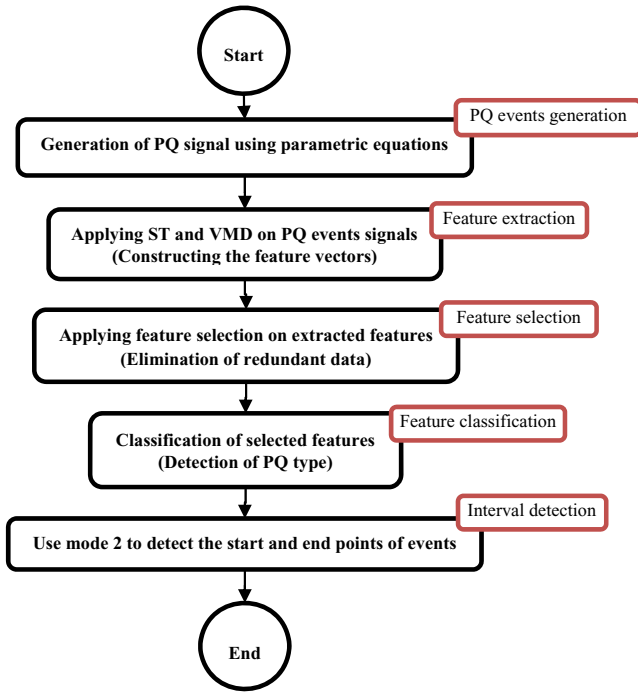 Start
PQ events generation
Generation of PQ signal using parametric equations
Feature extraction
Applying ST and VMD on PQ events signals
(Constructing the feature vectors)
Feature selection
Applying feature selection on extracted features
(Elimination of redundant data)
Feature classification
Classification of selected features
(Detection of PQ type)
Interval detection
Use mode 2 to detect the start and end points of events
End